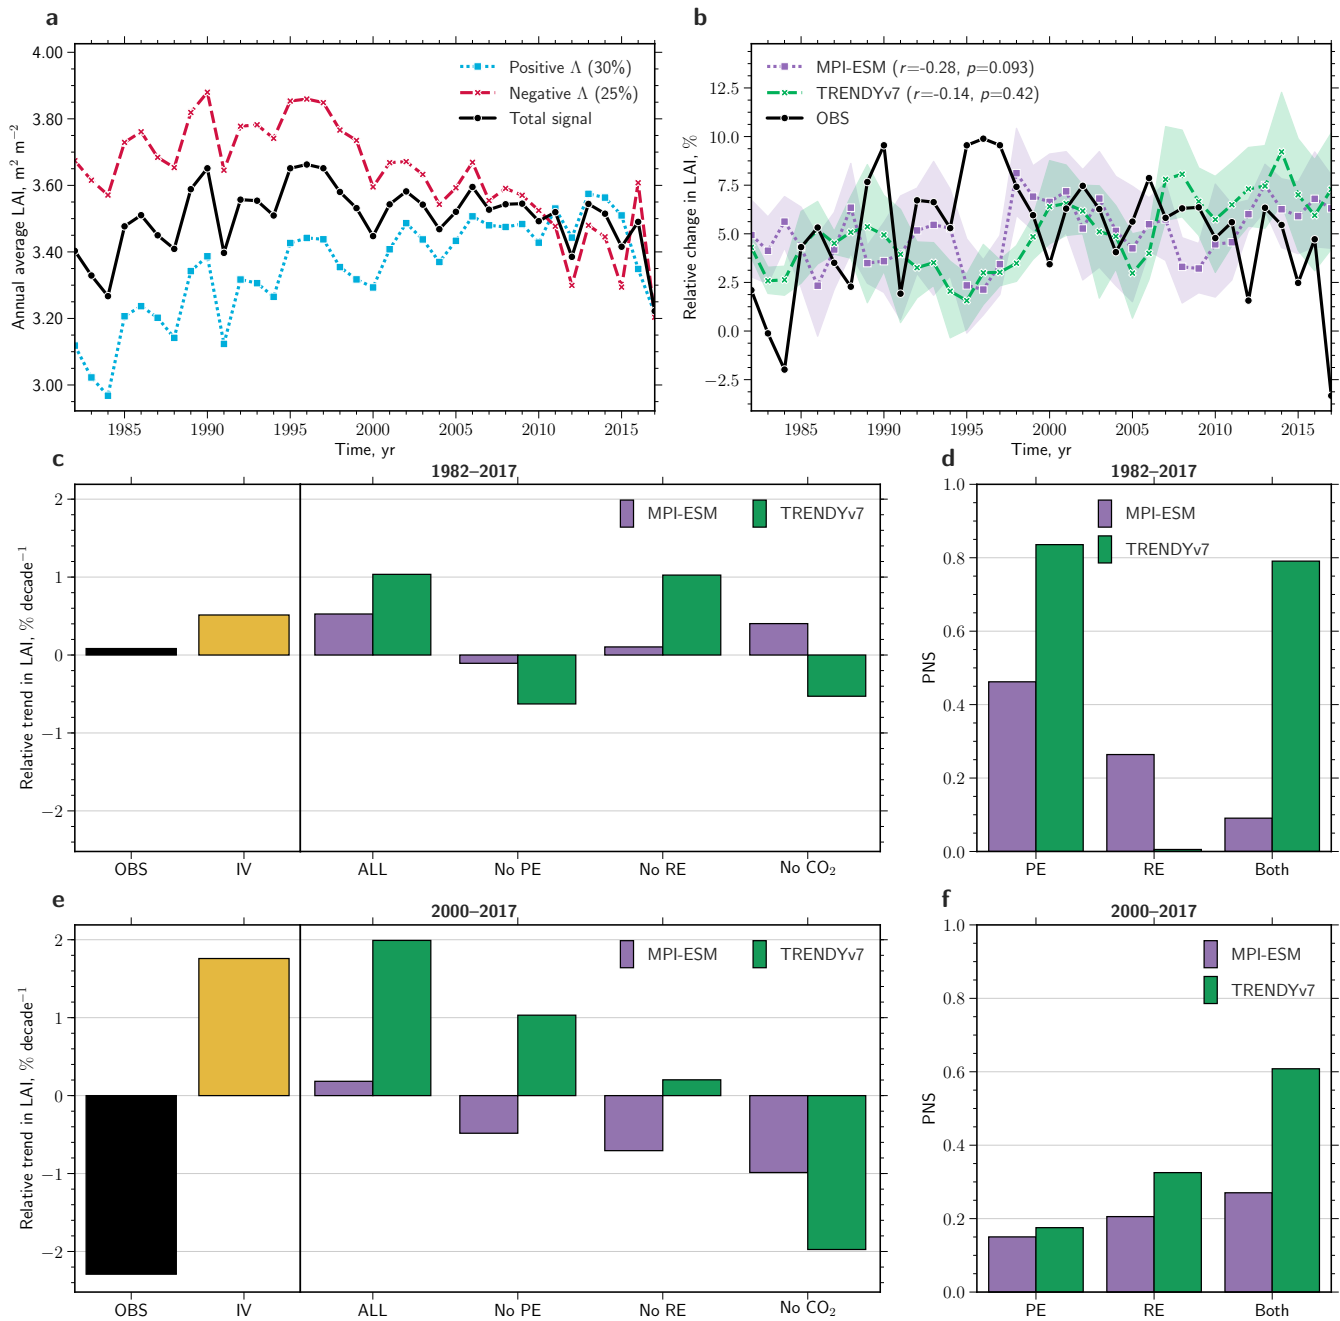 a
4.00
3.80
3.60
3.40
3.20
3.00
Annual average LAI, m² m⁻²
Positive Λ (30%)
Negative Λ (25%)
Total signal
1985 1990 1995 2000 2005 2010 2015
Time, yr
b
12.5
10.0
7.5
5.0
2.5
0.0
−2.5
Relative change in LAI, %
MPI-ESM (r=-0.28, p=0.093)
TRENDYv7 (r=-0.14, p=0.42)
OBS
1985 1990 1995 2000 2005 2010 2015
Time, yr
c
1982–2017
2
1
0
−1
−2
Relative trend in LAI, % decade⁻¹
MPI-ESM TRENDYv7
OBS IV ALL No PE No RE No CO₂
d
1982–2017
1.0
0.8
0.6
0.4
0.2
0.0
PNS
MPI-ESM
TRENDYv7
PE RE Both
e
2000–2017
2
1
0
−1
−2
Relative trend in LAI, % decade⁻¹
MPI-ESM TRENDYv7
OBS IV ALL No PE No RE No CO₂
f
2000–2017
1.0
0.8
0.6
0.4
0.2
0.0
PNS
MPI-ESM
TRENDYv7
PE RE Both